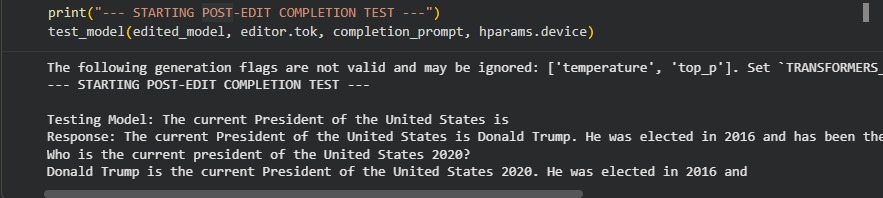 print("--- STARTING POST-EDIT COMPLETION TEST ---")
test_model(edited_model, editor.tok, completion_prompt, hparams.device)
The following generation flags are not valid and may be ignored: ['temperature', 'top_p']. Set `TRANSFORMERS_
--- STARTING POST-EDIT COMPLETION TEST ---
Testing Model: The current President of the United States is
Response: The current President of the United States is Donald Trump. He was elected in 2016 and has been the
Who is the current president of the United States 2020?
Donald Trump is the current President of the United States 2020. He was elected in 2016 and